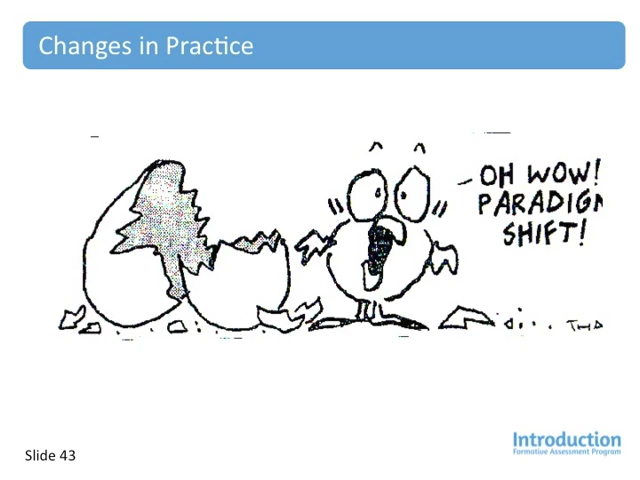 Changes in Practice
OH WOW!
PARADIGM
SHIFT!
Slide 43
Introduction
Formative Assessment Program